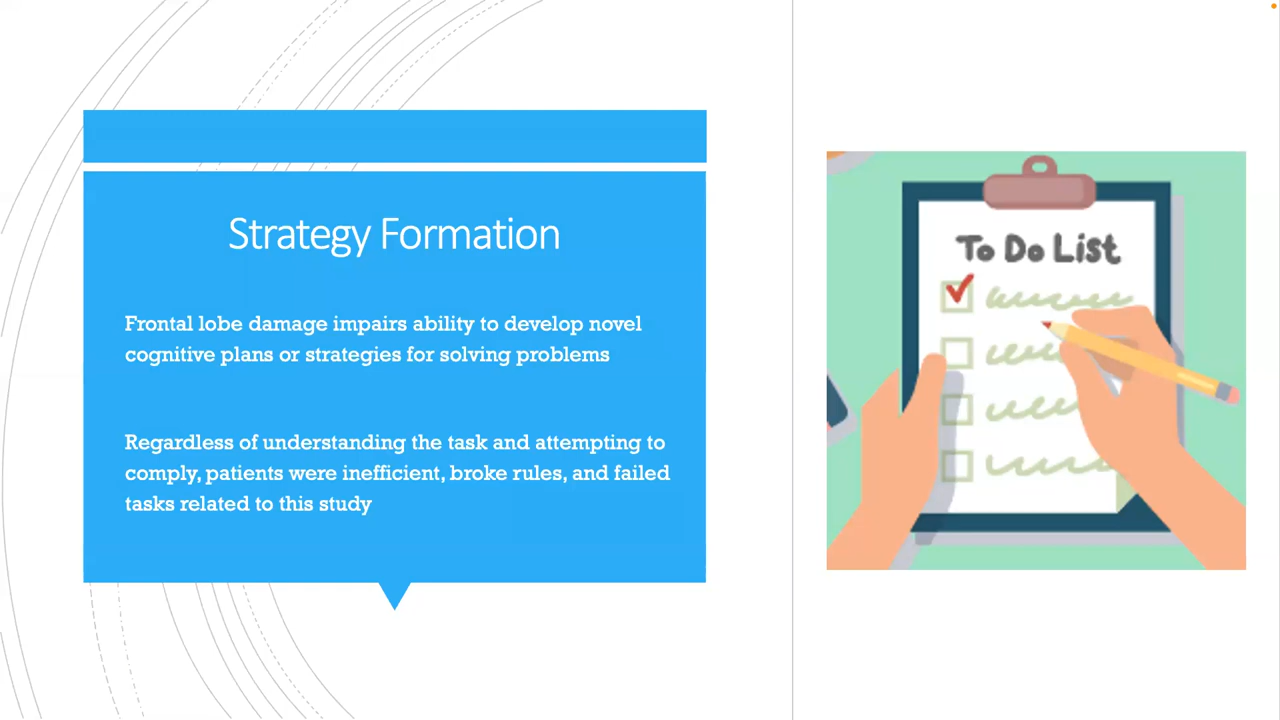 Strategy Formation
Frontal lobe damage impairs ability to develop novel
cognitive plans or strategies for solving problems
Regardless of understanding the task and attempting to
comply, patients were inefficient, broke rules, and failed
tasks related to this study
To Do List